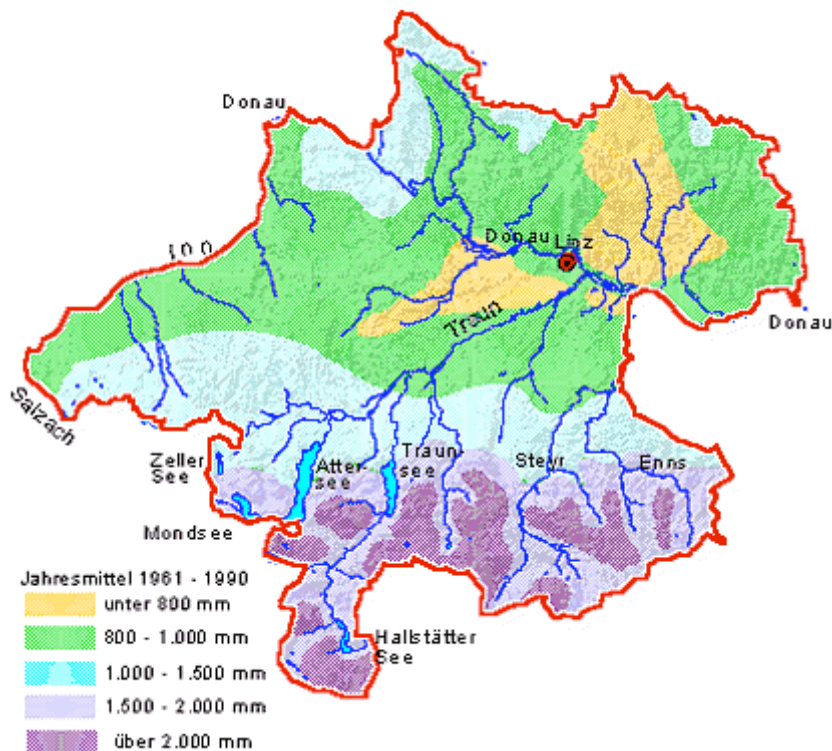 Donau
Donau
Linz
Traun
Donau
Salzach
Zeller
See
Atter-
see
Traun-
see
Steyr
Enns
Mondsee
Hallstätter
See
Jahresmittel 1961 - 1990
unter 800 mm
800 - 1.000 mm
1.000 - 1.500 mm
1.500 - 2.000 mm
über 2.000 mm